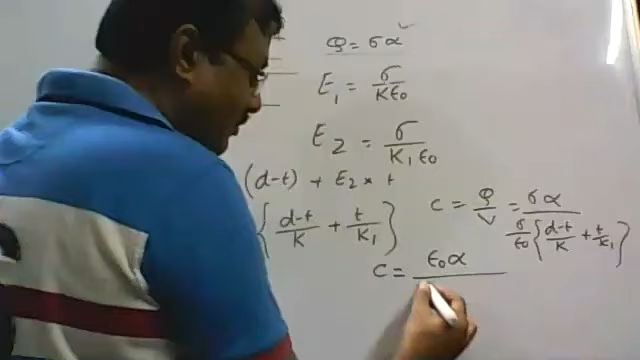 Q = σα
E₁ = σ/Kε₀
E₂ = σ/K₁ε₀
(d-t) + E₂ × t
{(d-t)/K + t/K₁}
C = Q/V = σα/(σ/ε₀ {(d-t)/K + t/K₁})
C = ε₀α